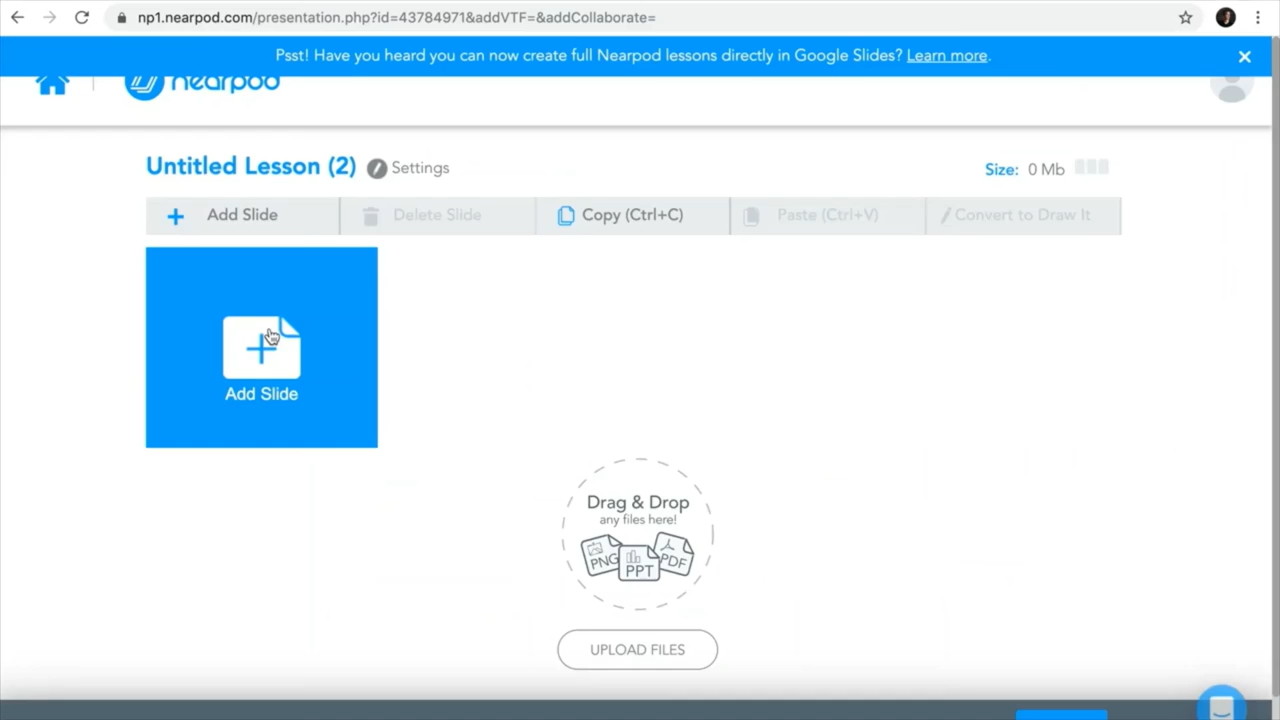 np1.nearpod.com/presentation.php?id=43784971&addVTF=&addCollaborate=
Psst! Have you heard you can now create full Nearpod lessons directly in Google Slides? Learn more.
nearpod
Untitled Lesson (2) Settings
Size: 0 Mb
Add Slide
Delete Slide
Copy (Ctrl+C)
Paste (Ctrl+V)
Convert to Draw It
Add Slide
Drag & Drop
any files here!
PNG
PPT
PDF
UPLOAD FILES